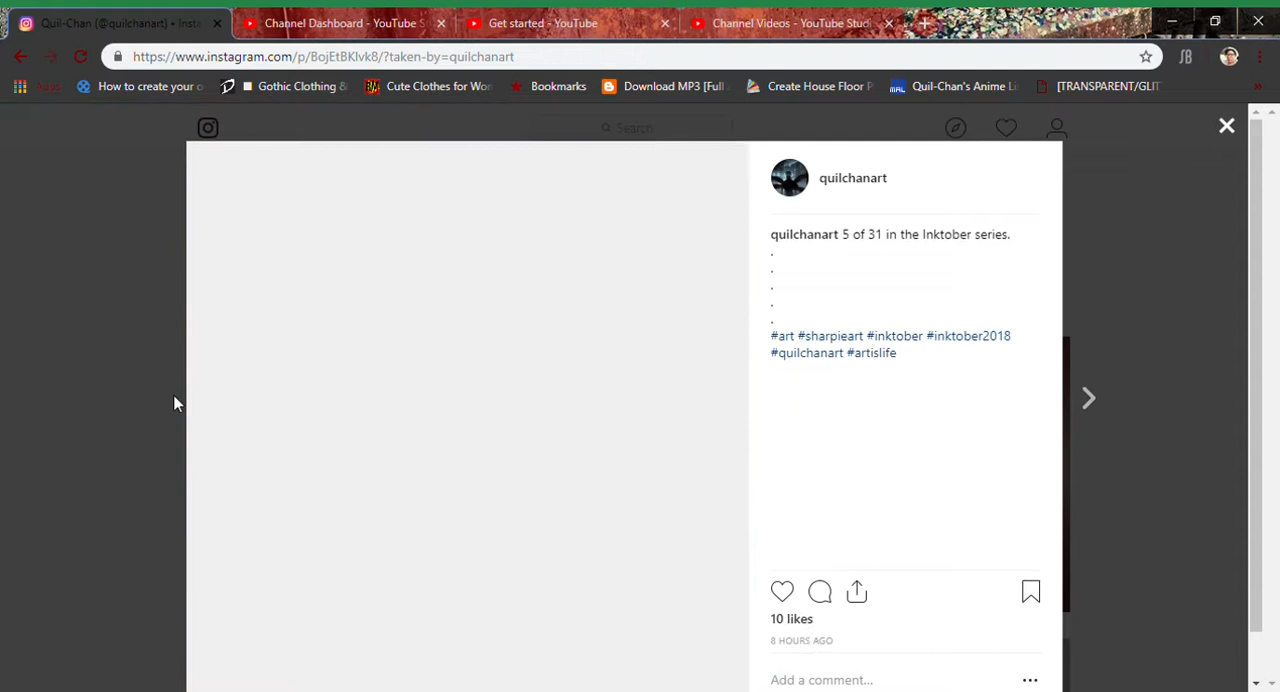 Quil-Chan (@quilchanart) • Insta
Channel Dashboard - YouTube S
Get started - YouTube
Channel Videos - YouTube Studi
https://www.instagram.com/p/BojEtBKlvk8/?taken-by=quilchanart
Apps
How to create your o
Gothic Clothing &
Cute Clothes for Wom
Bookmarks
Download MP3 [Full
Create House Floor P
Quil-Chan's Anime Li
[TRANSPARENT/GLIT
Search
quilchanart
quilchanart 5 of 31 in the Inktober series.
.
.
.
.
.
#art #sharpieart #inktober #inktober2018
#quilchanart #artislife
10 likes
8 HOURS AGO
Add a comment...